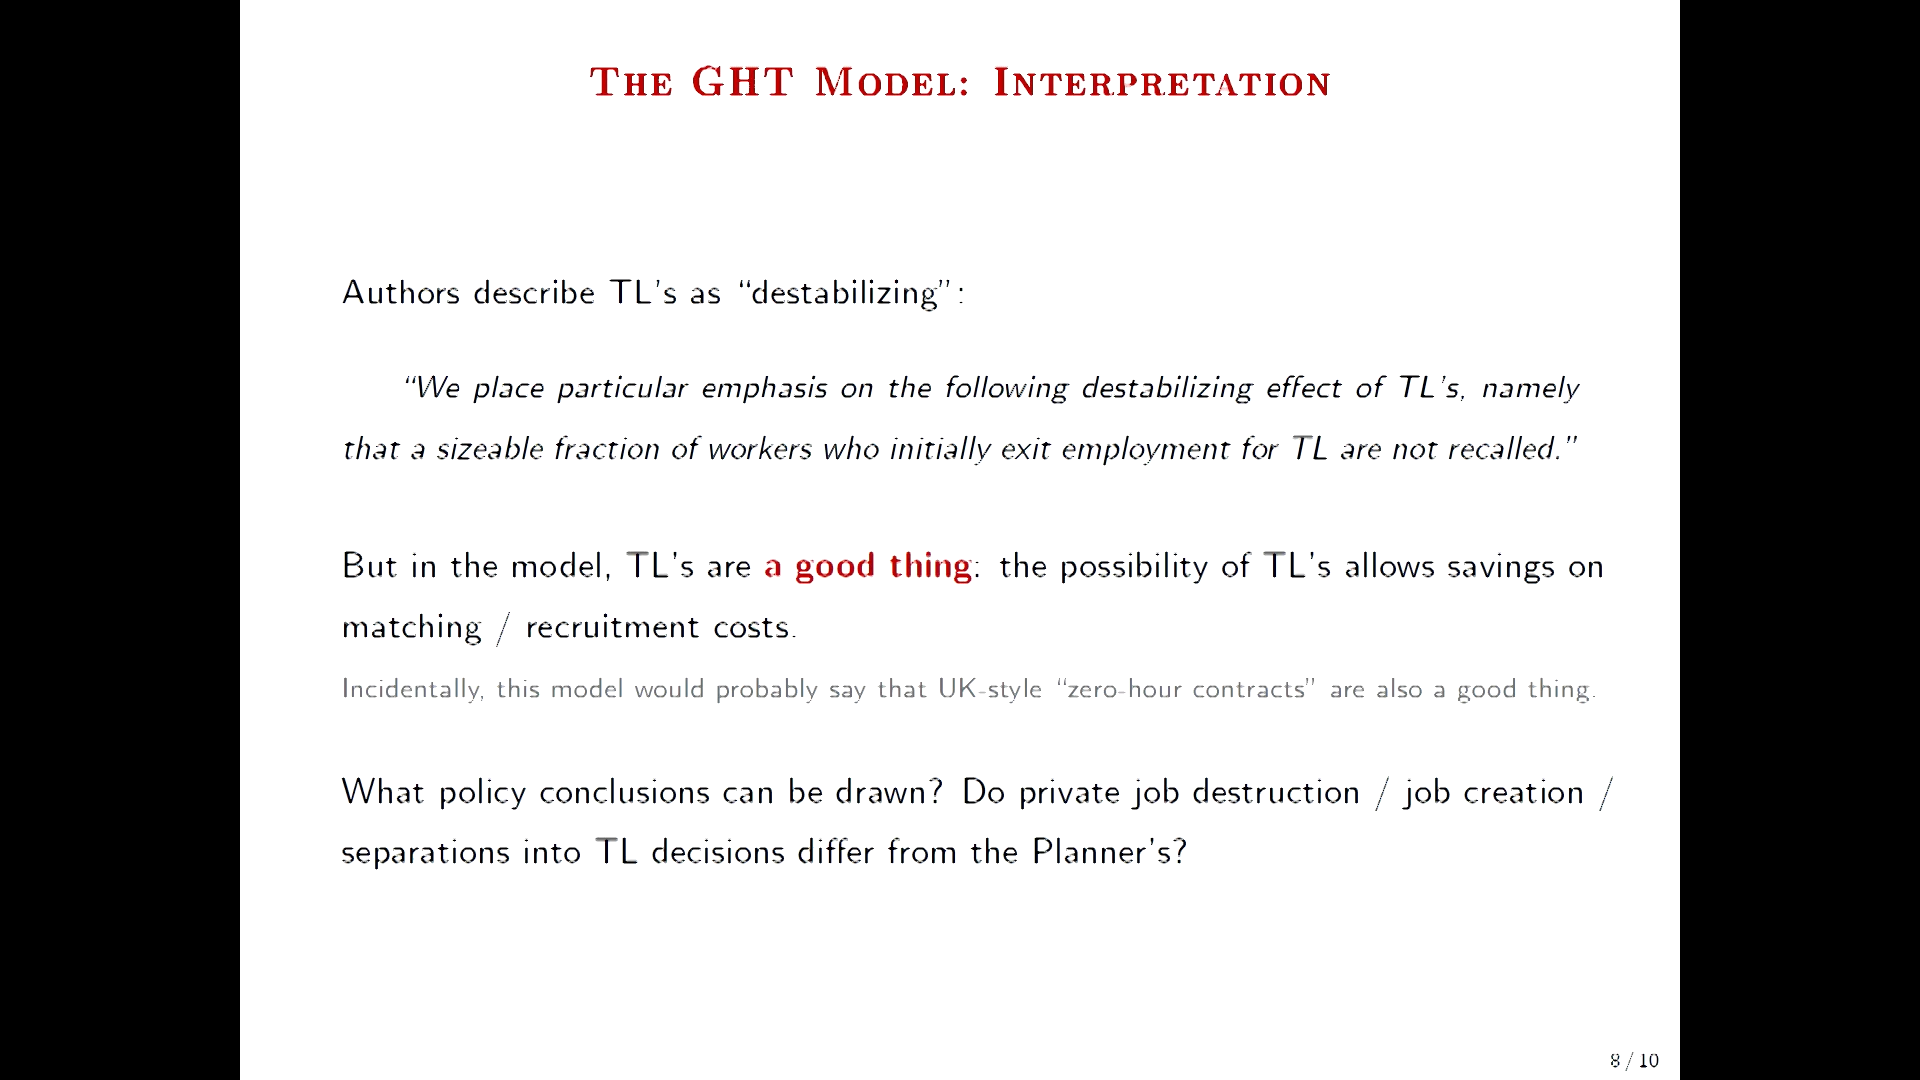 The GHT Model: Interpretation
Authors describe TL's as “destabilizing”:
“We place particular emphasis on the following destabilizing effect of TL's, namely
that a sizeable fraction of workers who initially exit employment for TL are not recalled.”
But in the model, TL's are a good thing: the possibility of TL's allows savings on
matching / recruitment costs.
Incidentally, this model would probably say that UK-style “zero-hour contracts” are also a good thing.
What policy conclusions can be drawn? Do private job destruction / job creation /
separations into TL decisions differ from the Planner's?
8 / 10